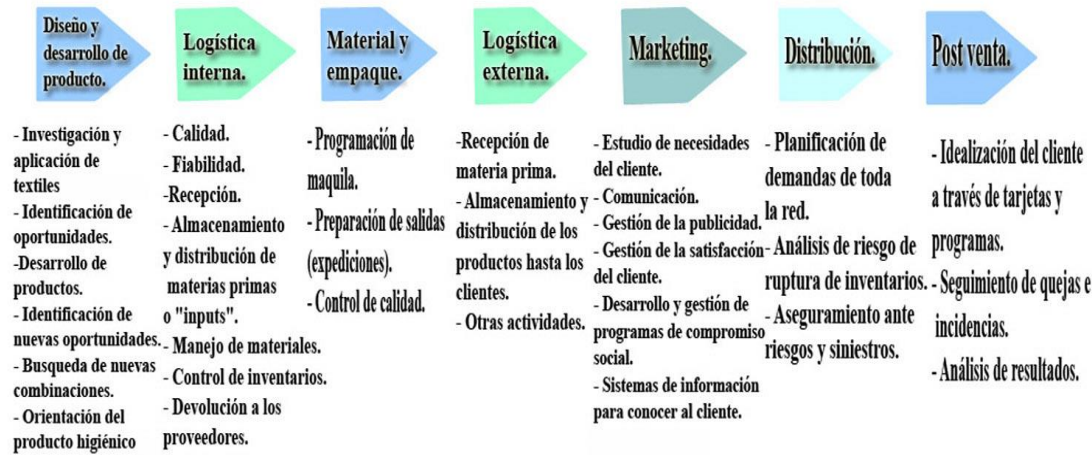 Diseño y
desarrollo de
producto.
Logística
interna.
Material y
empaque.
Logística
externa.
Marketing.
Distribución.
Post venta.
- Investigación y
aplicación de
textiles
- Identificación de
oportunidades.
-Desarrollo de
productos.
- Identificación de
nuevas oportunidades.
- Busqueda de nuevas
combinaciones.
- Orientación del
producto higiénico
- Calidad.
- Fiabilidad.
-Recepción.
- Almacenamiento
y distribución de
materias primas
o "inputs".
- Manejo de materiales.
- Control de inventarios.
- Devolución a los
proveedores.
- Programación de
maquila.
- Preparación de salidas
(expediciones).
- Control de calidad.
-Recepción de
materia prima.
- Almacenamiento y
distribución de los
productos hasta los
clientes.
- Otras actividades.
- Estudio de necesidades
del cliente.
- Comunicación.
- Gestión de la publicidad.
- Gestión de la satisfacción
del cliente.
- Desarrollo y gestión de
programas de compromiso
social.
- Sistemas de información
para conocer al cliente.
- Planificación de
demandas de toda
la red.
- Análisis de riesgo de
ruptura de inventarios.
- Aseguramiento ante
riesgos y siniestros.
- Idealización del cliente
a través de tarjetas y
programas.
- Seguimiento de quejas e
incidencias.
- Análisis de resultados.